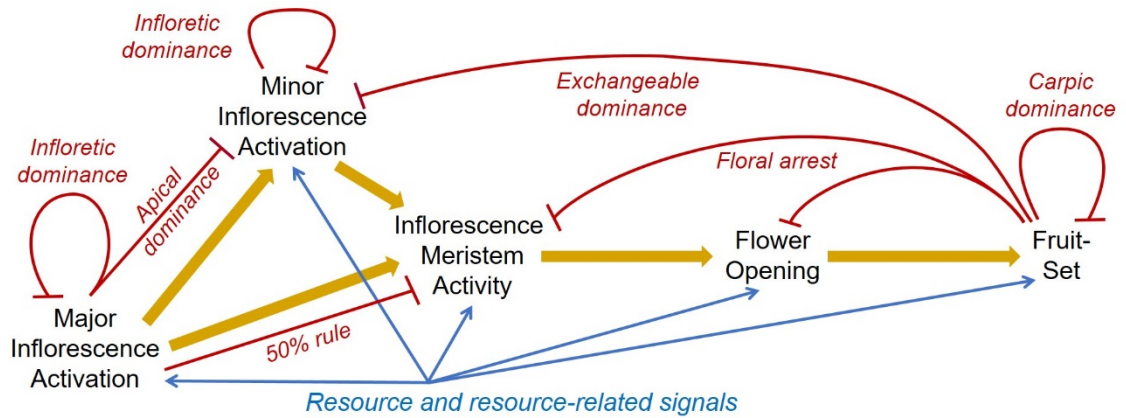 Infloretic
dominance
Minor
Inflorescence
Activation
Exchangeable
dominance
Carpic
dominance
Infloretic
dominance
Apical
dominance
Floral arrest
Inflorescence
Meristem
Activity
Flower
Opening
Fruit-
Set
Major
Inflorescence
Activation
50% rule
Resource and resource-related signals